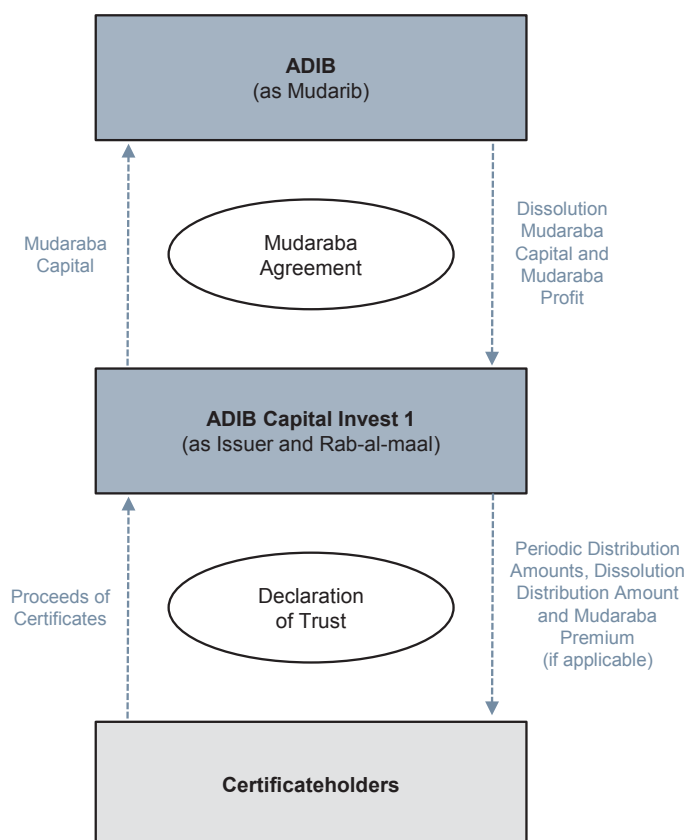 ADIB
(as Mudarib)
Mudaraba
Capital
Mudaraba
Agreement
Dissolution
Mudaraba
Capital and
Mudaraba
Profit
ADIB Capital Invest 1
(as Issuer and Rab-al-maal)
Proceeds of
Certificates
Declaration
of Trust
Periodic Distribution
Amounts, Dissolution
Distribution Amount
and Mudaraba
Premium
(if applicable)
Certificateholders